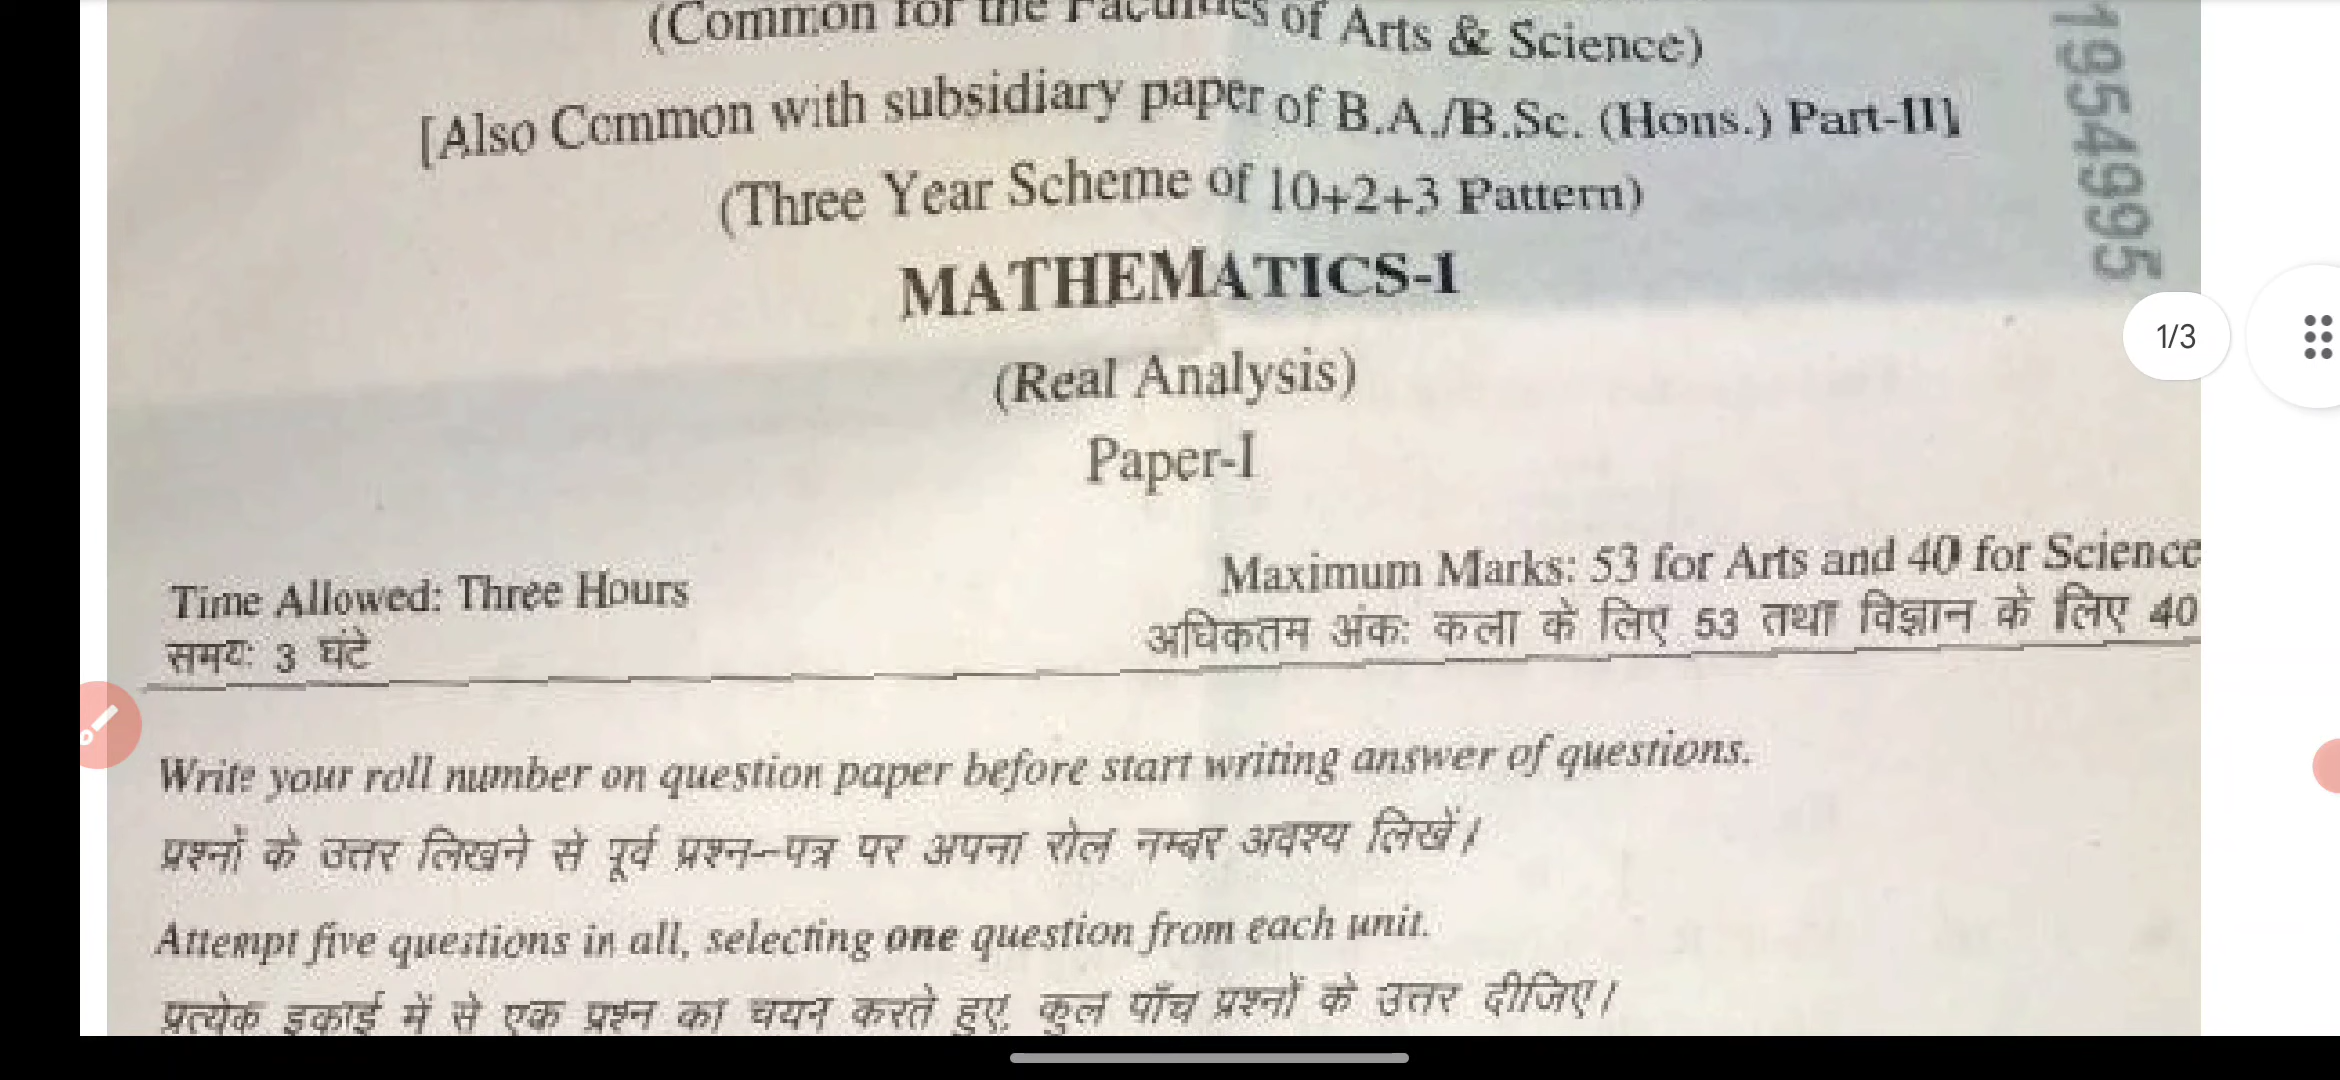 (Common for the Faculties of Arts & Science)
[Also Common with subsidiary paper of B.A./B.Sc. (Hons.) Part-II]
(Three Year Scheme of 10+2+3 Pattern)
1954995
MATHEMATICS-I
(Real Analysis)
1/3
Paper-I
Time Allowed: Three Hours
Maximum Marks: 53 for Arts and 40 for Science
समय: 3 घंटे
अधिकतम अंक: कला के लिए 53 तथा विज्ञान के लिए 40
Write your roll number on question paper before start writing answer of questions.
प्रश्नों के उत्तर लिखने से पूर्व प्रश्न-पत्र पर अपना रोल नम्बर अवश्य लिखें।
Attempt five questions in all, selecting one question from each unit.
प्रत्येक इकाई में से एक प्रश्न का चयन करते हुए, कुल पाँच प्रश्नों के उत्तर दीजिए।